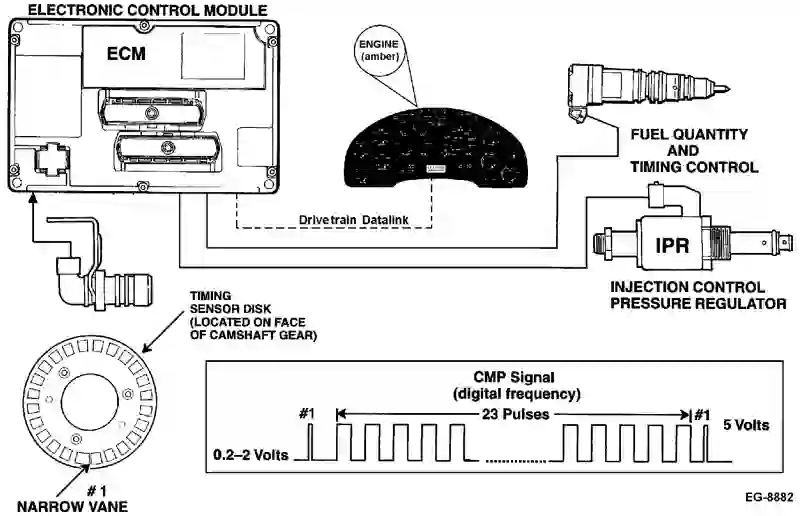 ELECTRONIC CONTROL MODULE
ECM
ENGINE
(amber)
FUEL QUANTITY
AND
TIMING CONTROL
Drivetrain Datalink
IPR
INJECTION CONTROL
PRESSURE REGULATOR
TIMING
SENSOR DISK
(LOCATED ON FACE
OF CAMSHAFT GEAR)
CMP Signal
(digital frequency)
#1
23 Pulses
#1
5 Volts
0.2–2 Volts
#1
NARROW VANE
EG-8882